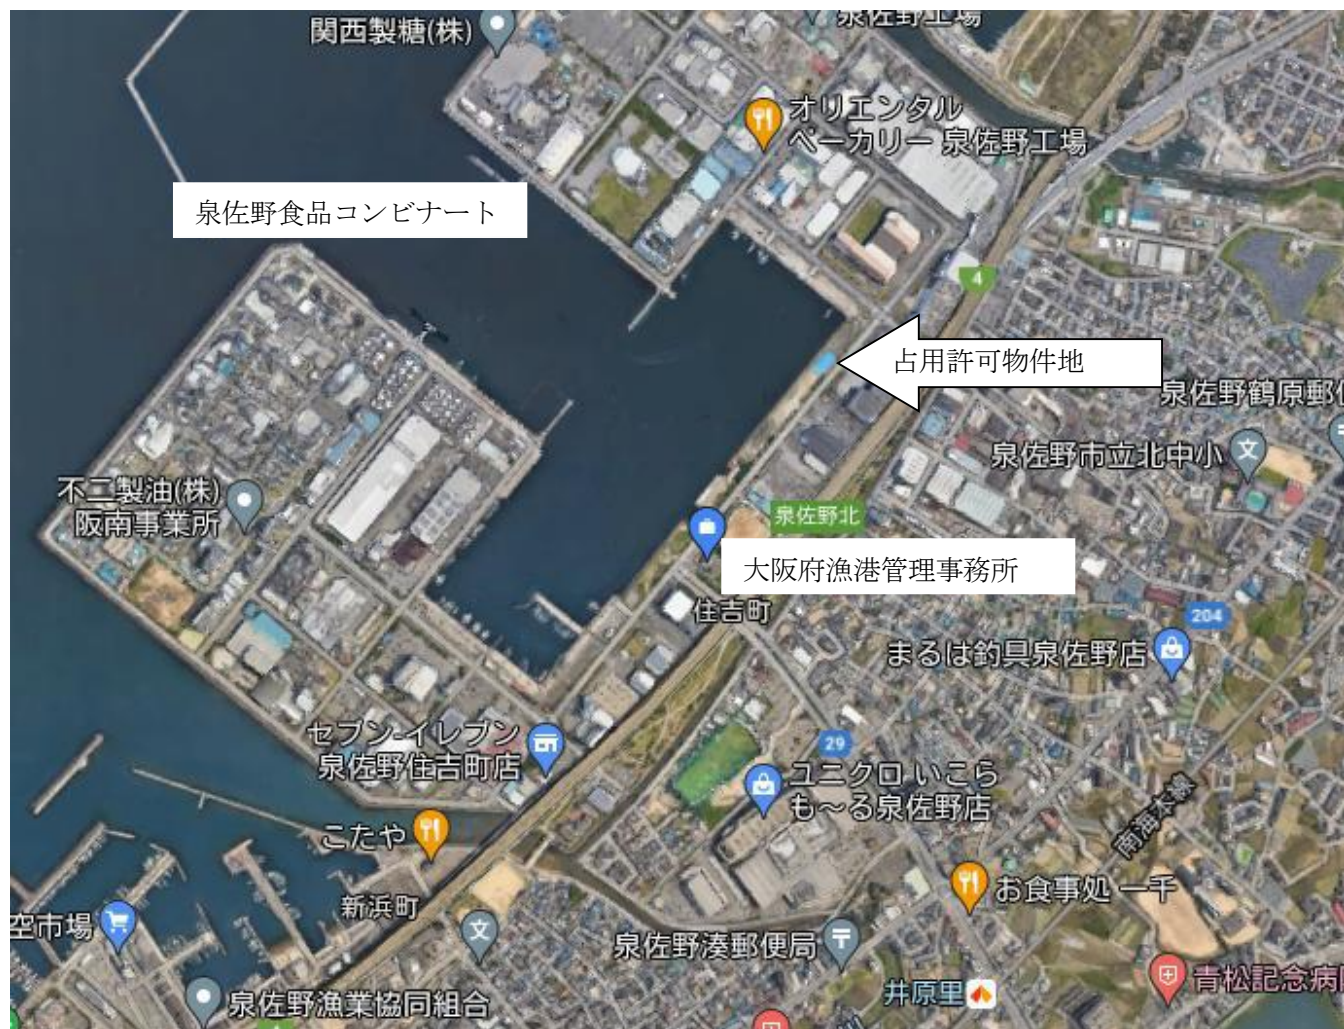 泉佐野工場
関西製糖(株)
オリエンタル
ベーカリー 泉佐野工場
泉佐野食品コンビナート
4
占用許可物件地
泉佐野鶴原郵便
泉佐野市立北中小
不二製油(株)
阪南事業所
泉佐野北
大阪府漁港管理事務所
住吉町
204
まるは釣具泉佐野店
セブン-イレブン
泉佐野住吉町店
29
ユニクロ いこら
も～る泉佐野店
南海本線
こたや
お食事処 一千
新浜町
空市場
泉佐野湊郵便局
井原里
青松記念病
泉佐野漁業協同組合
4